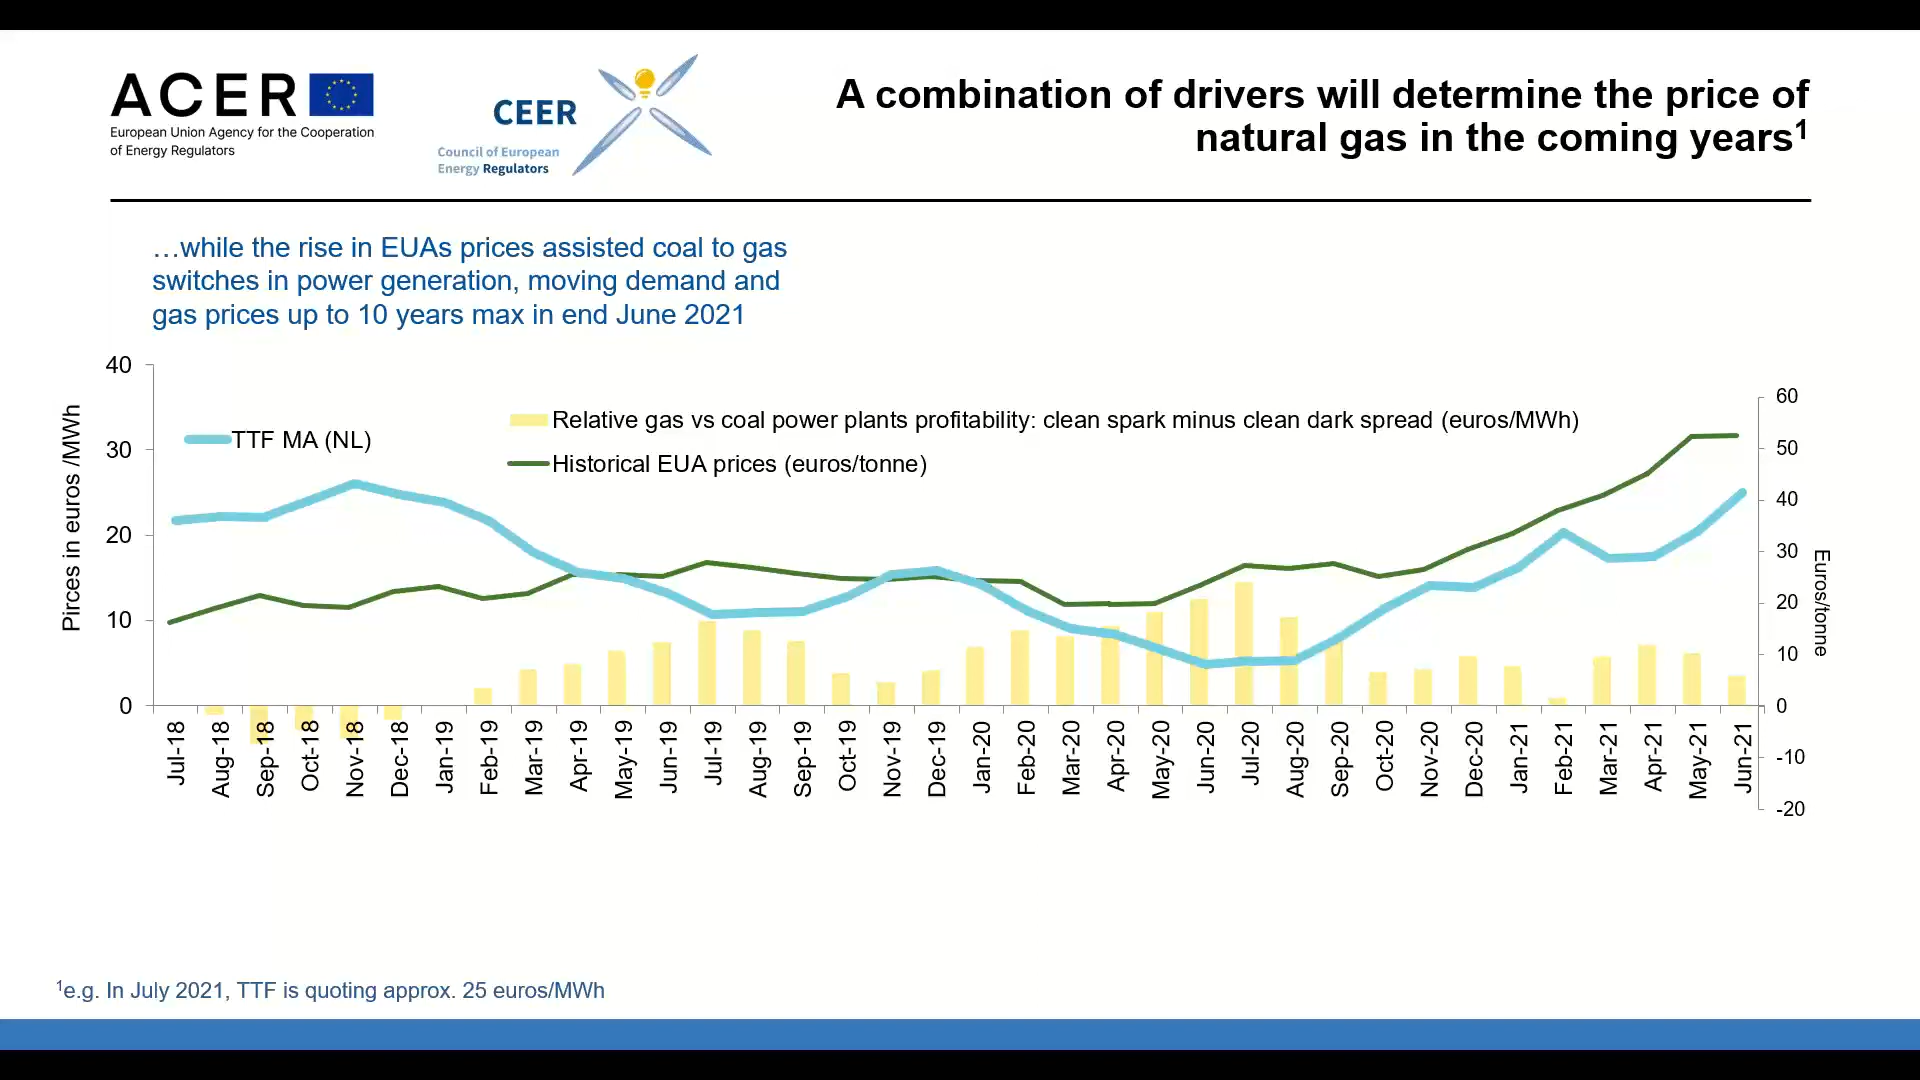 ACER
European Union Agency for the Cooperation
of Energy Regulators
CEER
Council of European
Energy Regulators
A combination of drivers will determine the price of
natural gas in the coming years¹
…while the rise in EUAs prices assisted coal to gas
switches in power generation, moving demand and
gas prices up to 10 years max in end June 2021
Pirces in euros /MWh
40
30
20
10
0
TTF MA (NL)
Relative gas vs coal power plants profitability: clean spark minus clean dark spread (euros/MWh)
Historical EUA prices (euros/tonne)
60
50
40
30
20
10
0
-10
-20
Euros/tonne
Jul-18
Aug-18
Sep-18
Oct-18
Nov-18
Dec-18
Jan-19
Feb-19
Mar-19
Apr-19
May-19
Jun-19
Jul-19
Aug-19
Sep-19
Oct-19
Nov-19
Dec-19
Jan-20
Feb-20
Mar-20
Apr-20
May-20
Jun-20
Jul-20
Aug-20
Sep-20
Oct-20
Nov-20
Dec-20
Jan-21
Feb-21
Mar-21
Apr-21
May-21
Jun-21
¹e.g. In July 2021, TTF is quoting approx. 25 euros/MWh